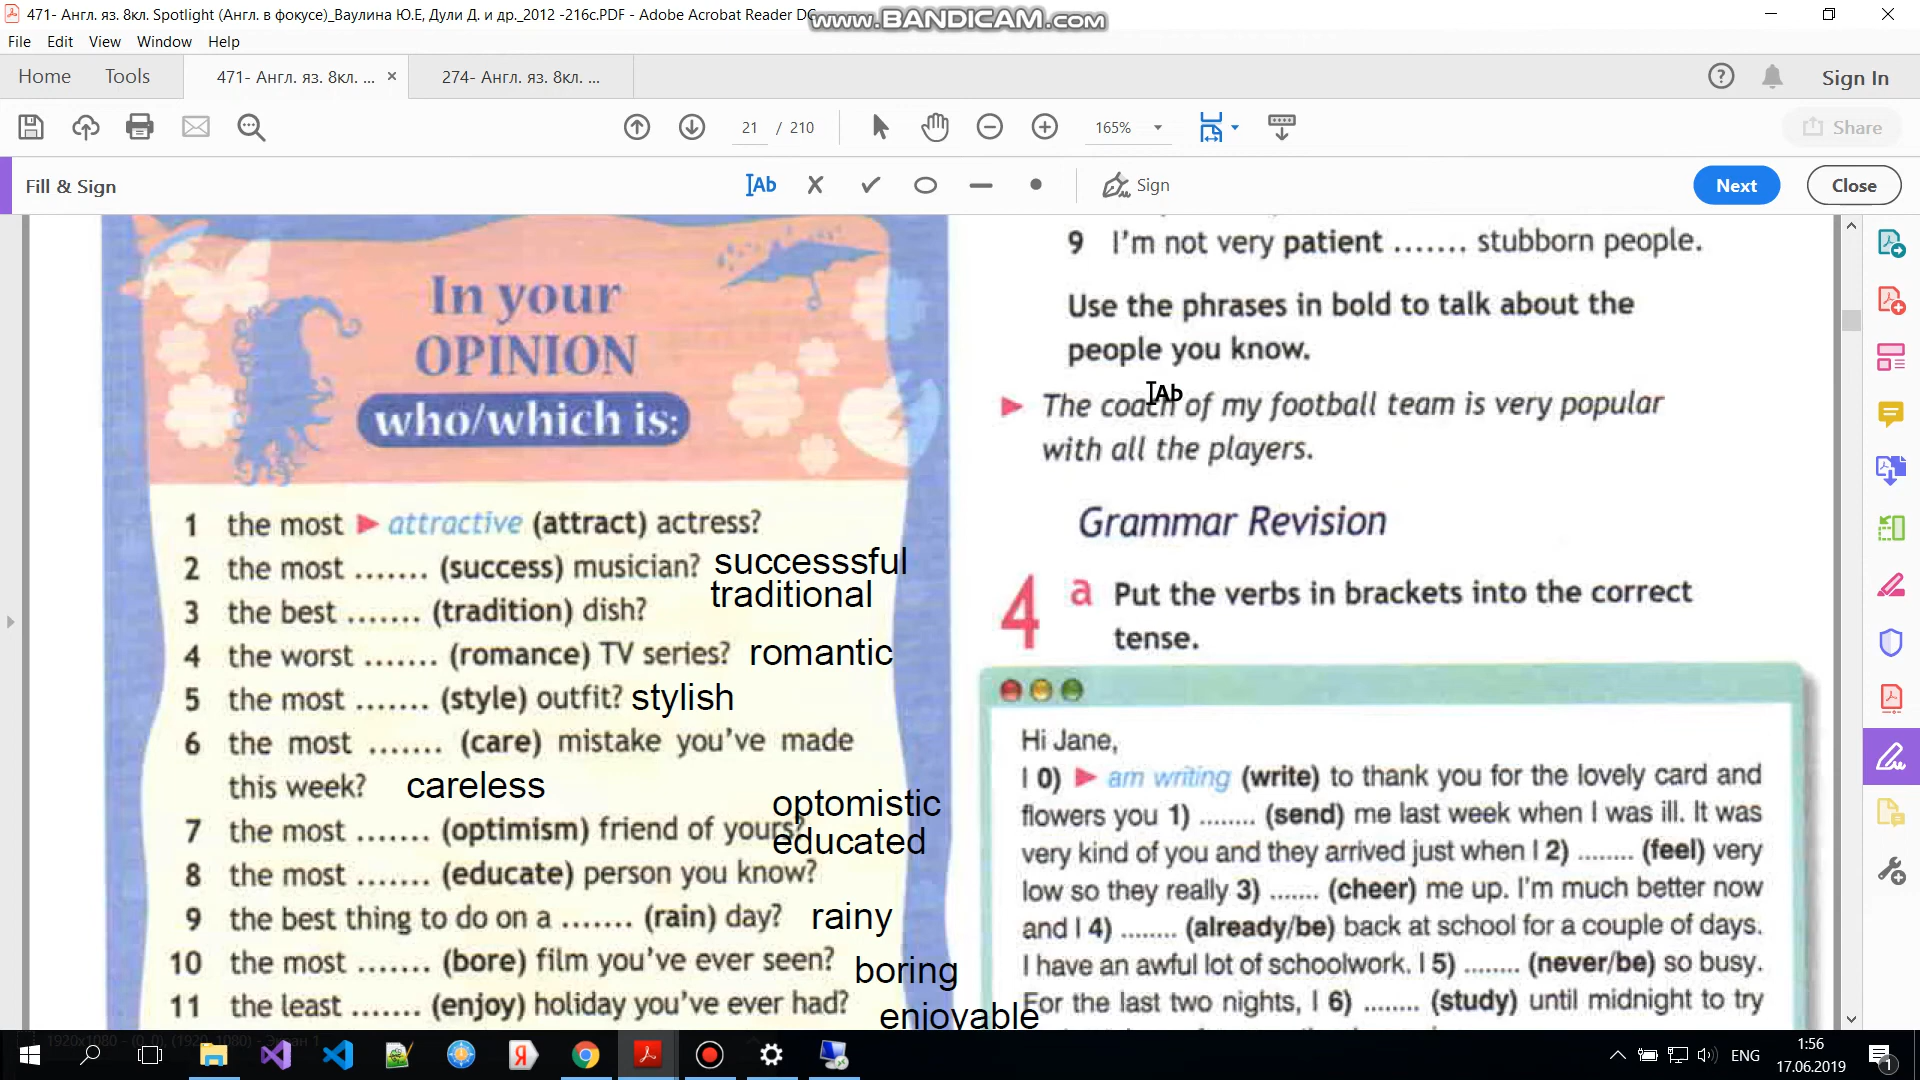 471- Англ. яз. 8кл. Spotlight (Англ. в фокусе)_Ваулина Ю.Е, Дули Д. и др._2012 -216с.PDF - Adobe Acrobat Reader DC
www.BANDICAM.com
File Edit View Window Help
Home Tools 471- Англ. яз. 8кл. ... × 274- Англ. яз. 8кл. ... Sign In
21 / 210 165% Share
Fill & Sign Ab Sign Next Close
In your
OPINION
who/which is:
1 the most attractive (attract) actress?
2 the most ....... (success) musician? successsful
traditional
3 the best ....... (tradition) dish?
4 the worst ....... (romance) TV series? romantic
5 the most ....... (style) outfit? stylish
6 the most ....... (care) mistake you've made
this week? careless
optomistic
7 the most ....... (optimism) friend of yours?
educated
8 the most ....... (educate) person you know?
9 the best thing to do on a ....... (rain) day? rainy
10 the most ....... (bore) film you've ever seen? boring
11 the least ....... (enjoy) holiday you've ever had?
enjoyable
9 I'm not very patient ....... stubborn people.
Use the phrases in bold to talk about the
people you know.
Ab
The coach of my football team is very popular
with all the players.
Grammar Revision
4 a Put the verbs in brackets into the correct
tense.
Hi Jane,
I 0) am writing (write) to thank you for the lovely card and
flowers you 1) ........ (send) me last week when I was ill. It was
very kind of you and they arrived just when I 2) ........ (feel) very
low so they really 3) ....... (cheer) me up. I'm much better now
and I 4) ........ (already/be) back at school for a couple of days.
I have an awful lot of schoolwork. I 5) ........ (never/be) so busy.
For the last two nights, I 6) ........ (study) until midnight to try
1920x1080 - (0, 0), (1920, 1080) - Экран 1
ENG
1:56
17.06.2019
1